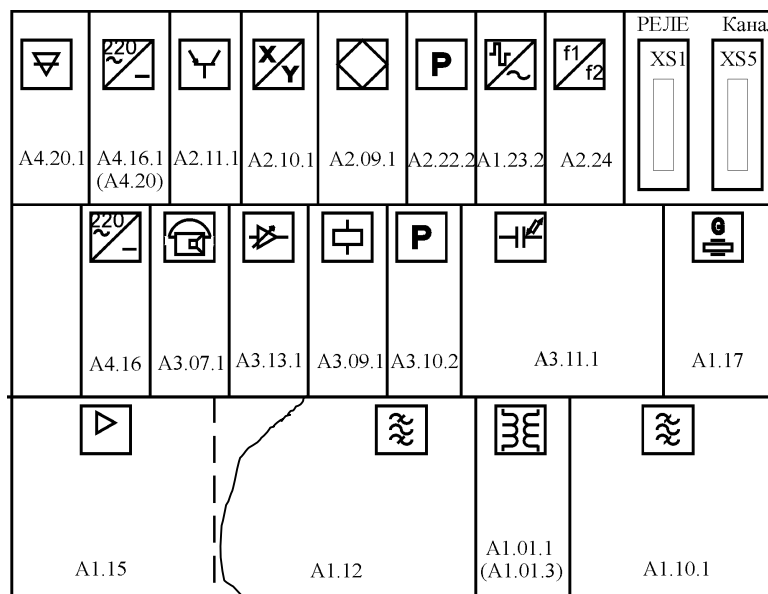 РЕЛЕ Канал
XS1 XS5
220
X Y
P
f1 f2
A4.20.1 A4.16.1 A2.11.1 A2.10.1 A2.09.1 A2.22.2 A1.23.2 A2.24
(A4.20)
220
P
G
A4.16 A3.07.1 A3.13.1 A3.09.1 A3.10.2 A3.11.1 A1.17
A1.15 A1.12 A1.01.1 A1.10.1
(A1.01.3)